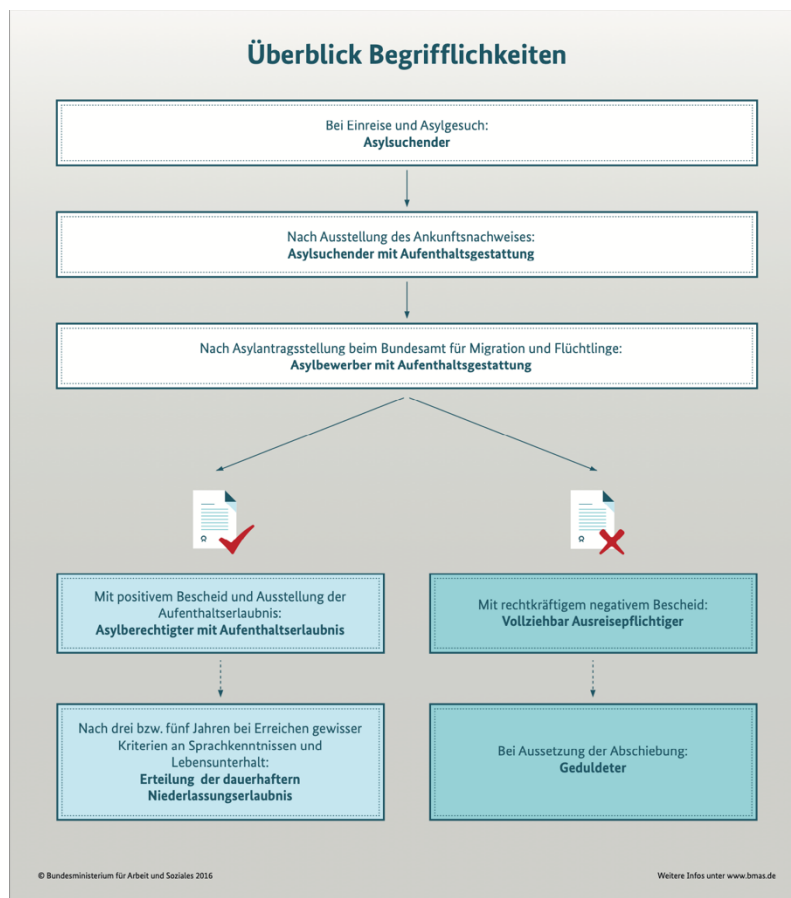 Überblick Begrifflichkeiten
Bei Einreise und Asylgesuch:
Asylsuchender
Nach Ausstellung des Ankunftsnachweises:
Asylsuchender mit Aufenthaltsgestattung
Nach Asylantragsstellung beim Bundesamt für Migration und Flüchtlinge:
Asylbewerber mit Aufenthaltsgestattung
Mit positivem Bescheid und Ausstellung der
Aufenthaltserlaubnis:
Asylberechtigter mit Aufenthaltserlaubnis
Mit rechtkräftigem negativem Bescheid:
Vollziehbar Ausreisepflichtiger
Nach drei bzw. fünf Jahren bei Erreichen gewisser
Kriterien an Sprachkenntnissen und
Lebensunterhalt:
Erteilung der dauerhaftern
Niederlassungserlaubnis
Bei Aussetzung der Abschiebung:
Geduldeter
© Bundesministerium für Arbeit und Soziales 2016
Weitere Infos unter www.bmas.de